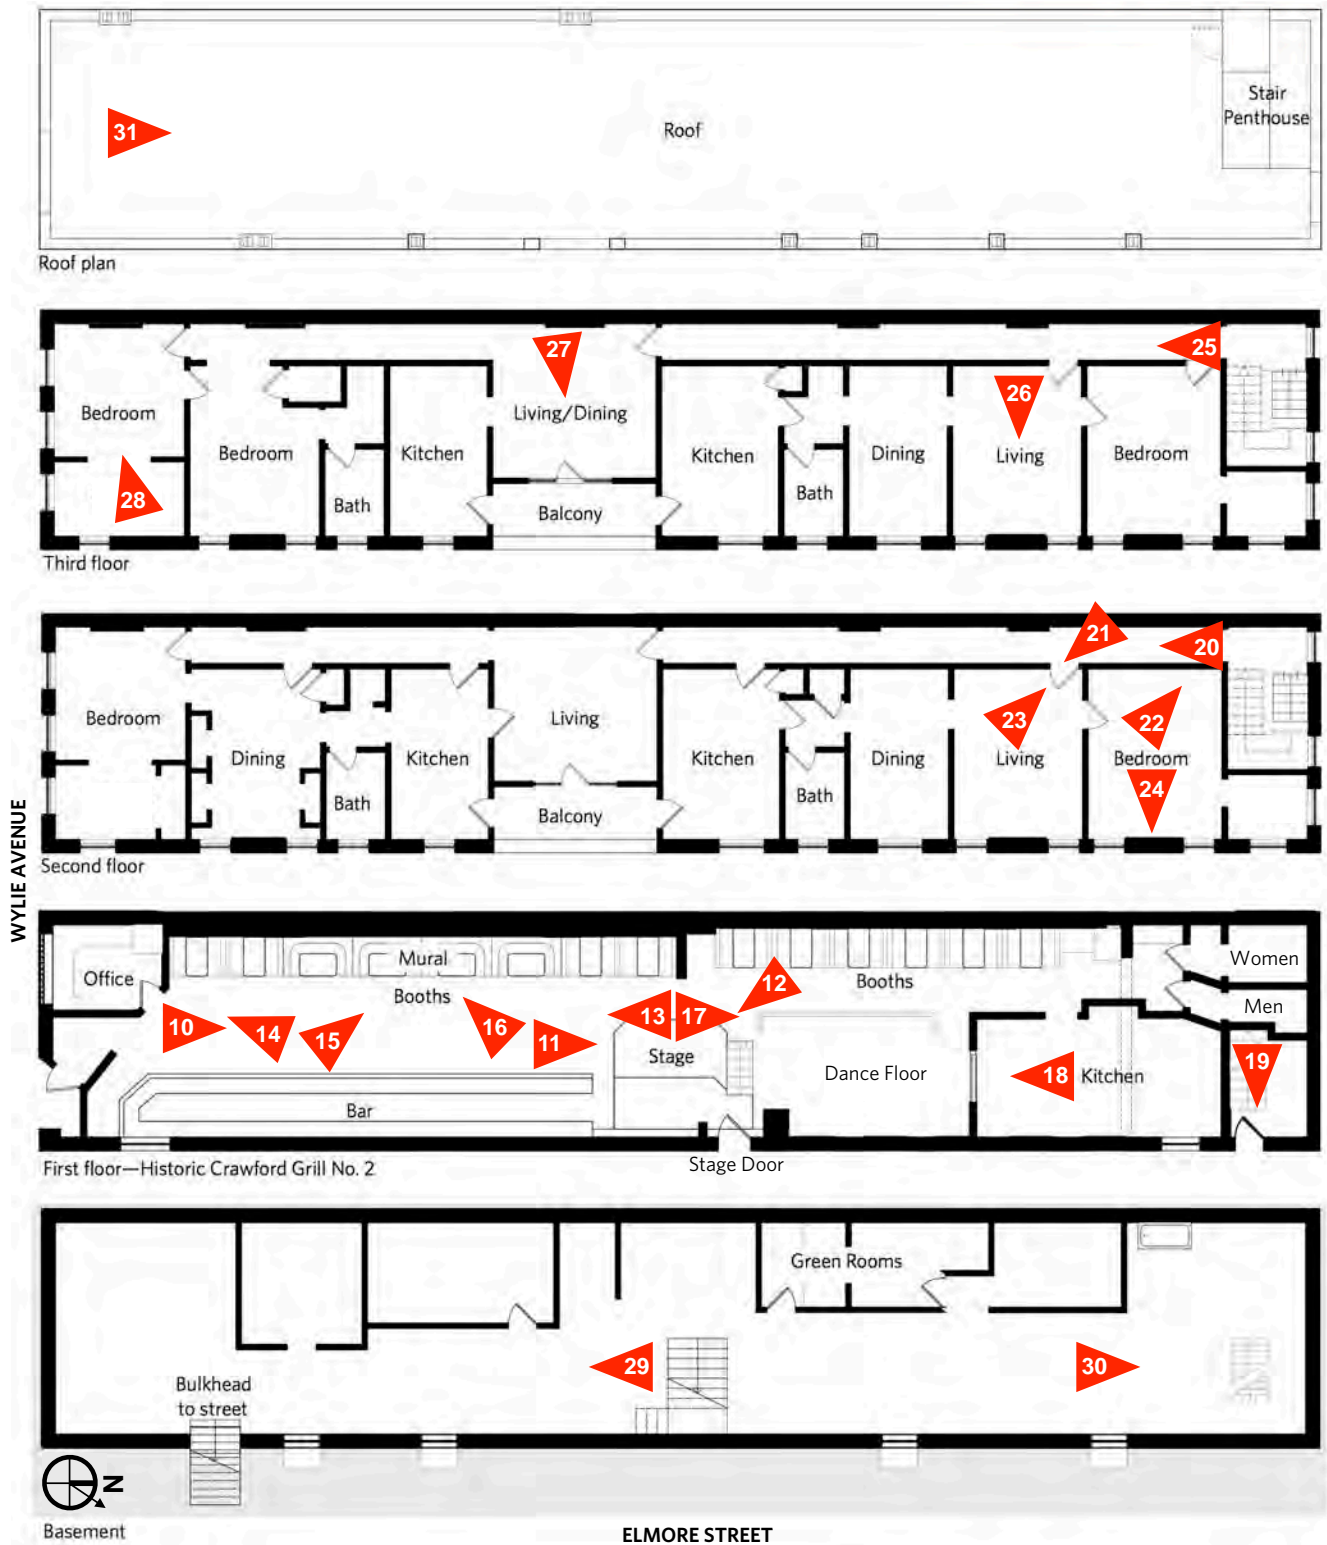 31
Roof
Stair
Penthouse
Roof plan
27
25
26
Bedroom
Living/Dining
Bedroom
Kitchen
Kitchen
Dining
Living
Bedroom
28
Bath
Bath
Balcony
Third floor
21
20
23
22
Bedroom
Living
Dining
Kitchen
Kitchen
Dining
Living
Bedroom
24
Bath
Bath
Balcony
Second floor
WYLIE AVENUE
Office
Mural
Booths
Booths
Women
Men
12
10
14
15
16
11
13
17
Stage
Dance Floor
18
Kitchen
19
Bar
Stage Door
First floor—Historic Crawford Grill No. 2
Green Rooms
29
30
Bulkhead
to street
N
Basement
ELMORE STREET